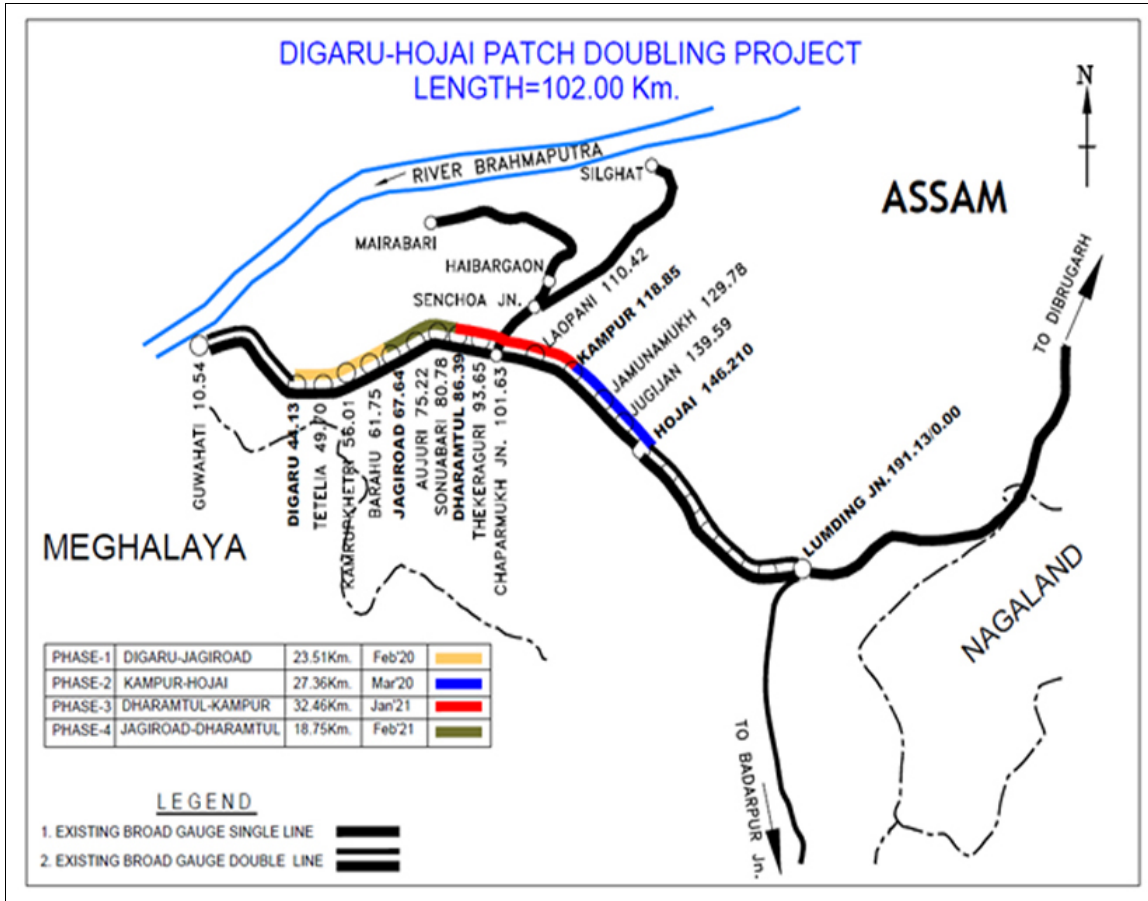 DIGARU-HOJAI PATCH DOUBLING PROJECT
LENGTH=102.00 Km.
N
RIVER BRAHMAPUTRA
SILGHAT
ASSAM
MAIRABARI
HAIBARGAON
SENCHOA JN.
LAOPANI 110.42
KAMPUR 118.85
JAMUNAMUKH 129.78
JUGIJAN 139.59
HOJAI 146.210
TO DIBRUGARH
GUWAHATI 10.54
DIGARU 44.13
TETELIA 49.70
KAMRUPKHETRI 56.01
BARAHU 61.75
JAGIROAD 67.64
AUJURI 75.22
SONUABARI 80.78
DHARAMTUL 86.39
THEKERAGURI 93.65
CHAPARMUKH JN. 101.63
LUMDING JN.191.13/0.00
MEGHALAYA
NAGALAND
TO BADARPUR Jn.
PHASE-1 DIGARU-JAGIROAD 23.51Km. Feb'20
PHASE-2 KAMPUR-HOJAI 27.36Km. Mar'20
PHASE-3 DHARAMTUL-KAMPUR 32.46Km. Jan'21
PHASE-4 JAGIROAD-DHARAMTUL 18.75Km. Feb'21
LEGEND
1. EXISTING BROAD GAUGE SINGLE LINE
2. EXISTING BROAD GAUGE DOUBLE LINE